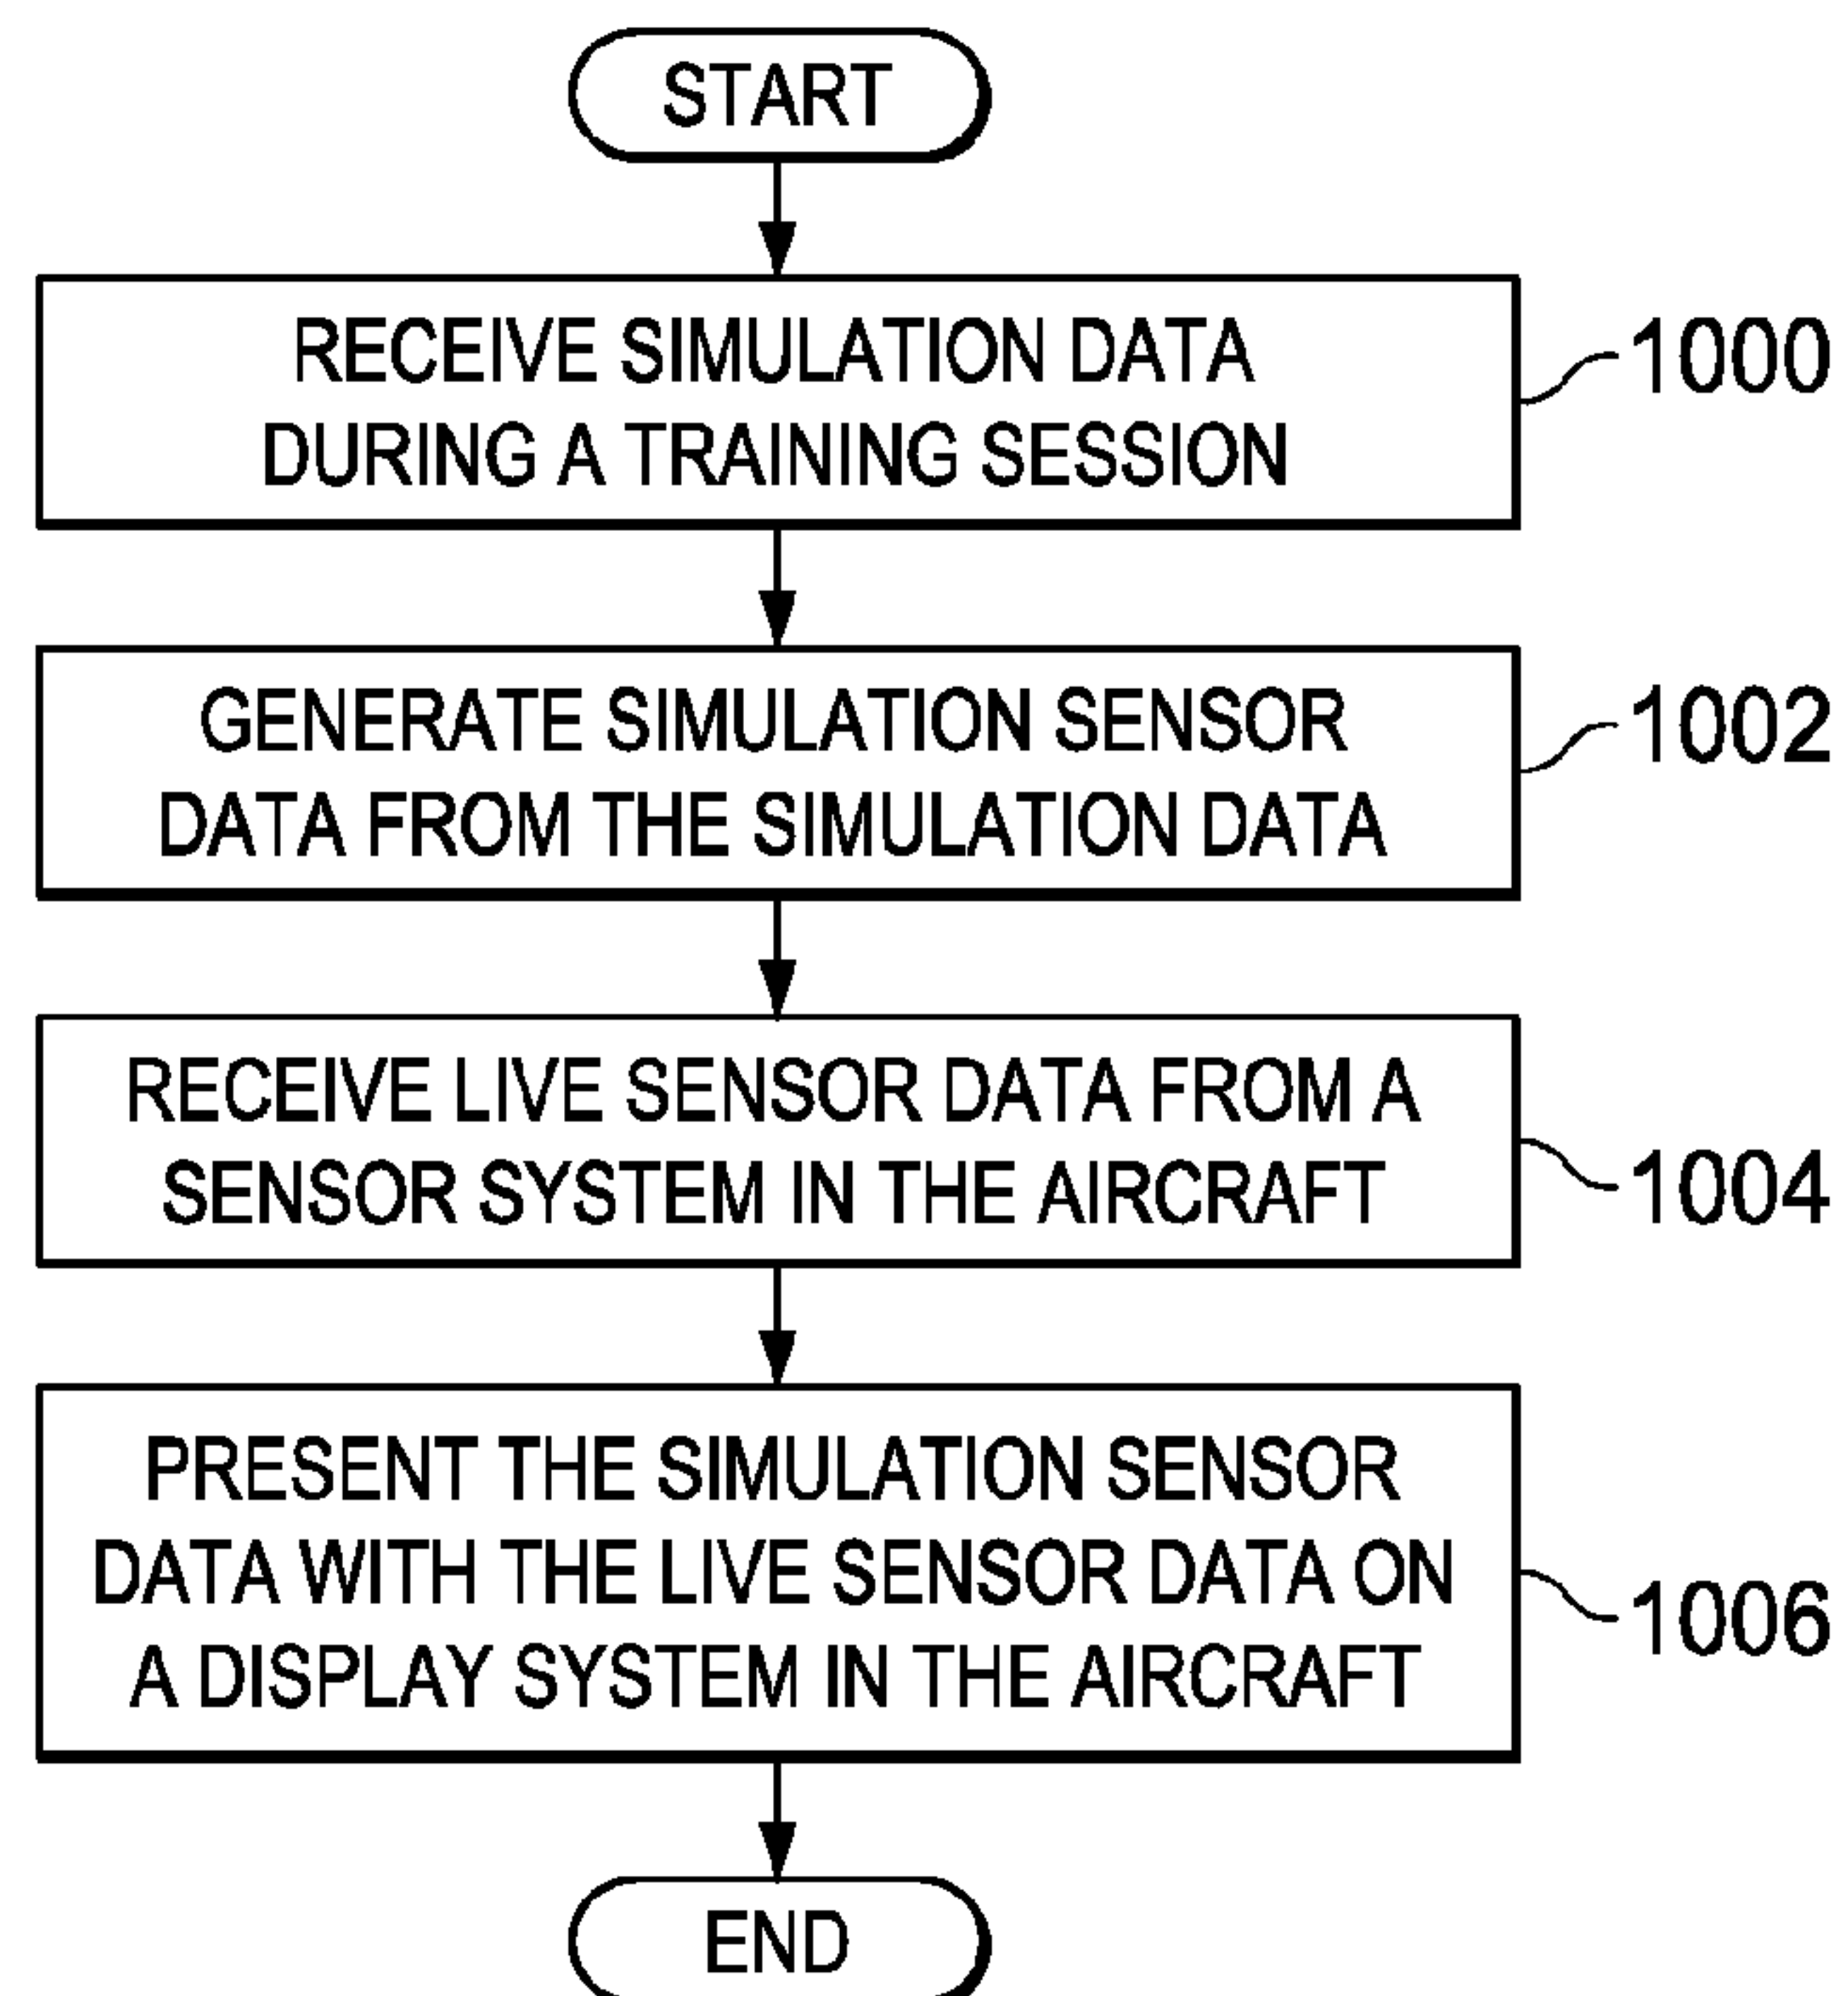 START
RECEIVE SIMULATION DATA
DURING A TRAINING SESSION
1000
GENERATE SIMULATION SENSOR
DATA FROM THE SIMULATION DATA
1002
RECEIVE LIVE SENSOR DATA FROM A
SENSOR SYSTEM IN THE AIRCRAFT
1004
PRESENT THE SIMULATION SENSOR
DATA WITH THE LIVE SENSOR DATA ON
A DISPLAY SYSTEM IN THE AIRCRAFT
1006
END